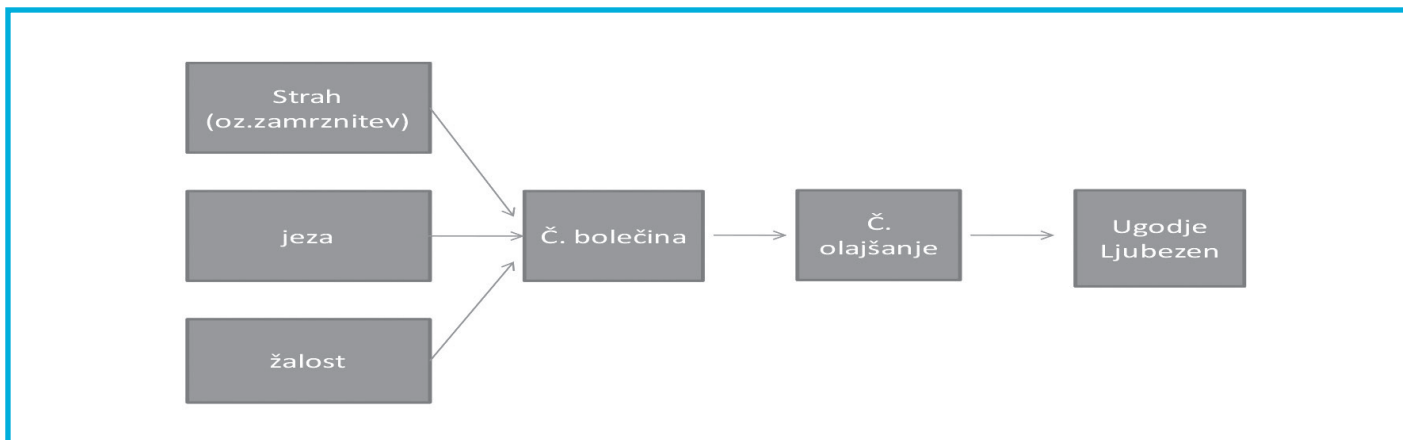 Strah
(oz.zamrznitev)
jeza
žalost
Č. bolečina
Č.
olajšanje
Ugodje
Ljubezen